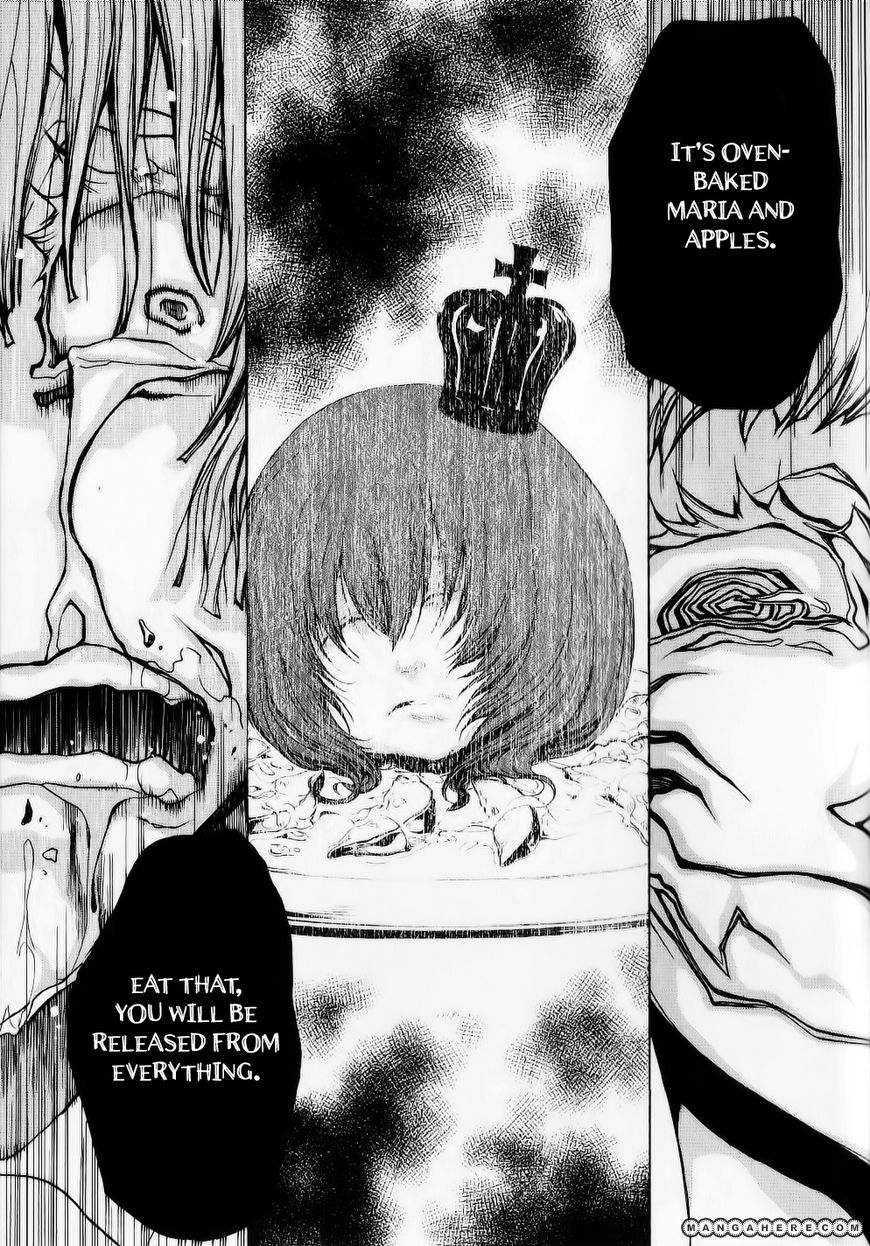 IT'S OVEN-
BAKED
MARIA AND
APPLES.
EAT THAT,
YOU WILL BE
RELEASED FROM
EVERYTHING.
MANGAHERE.COM